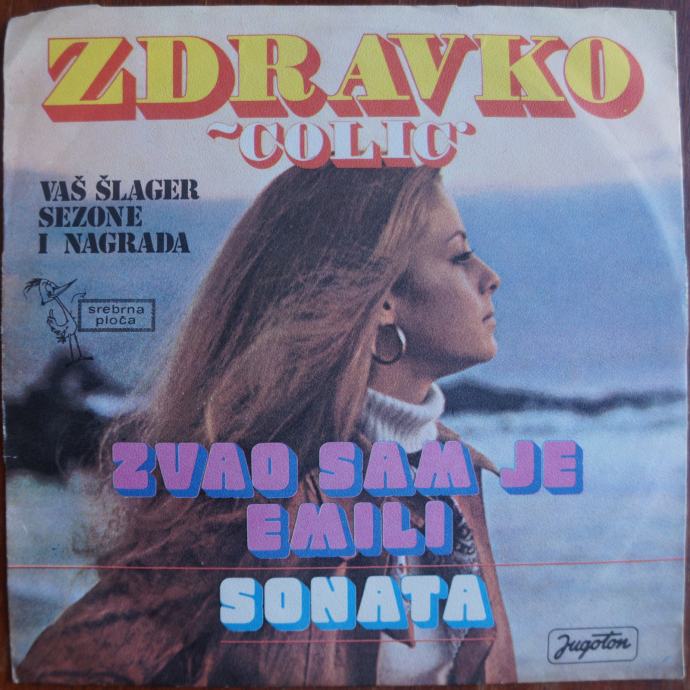 ZDRAVKO
~COLIC'
VAŠ ŠLAGER
SEZONE
I NAGRADA
srebrna
ploča
ZVAO SAM JE
EMILI
SONATA
Jugoton